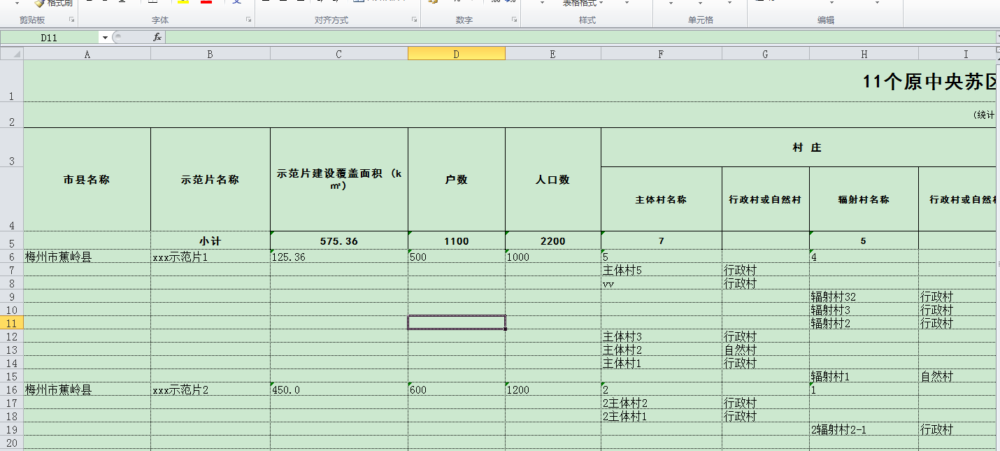 格式刷
表格格式
剪贴板 字体 对齐方式 数字 样式 单元格 编辑
D11 fx
A B C D E F G H I
1 11个原中央苏区
2 (统计
3 村 庄
市县名称 示范片名称 示范片建设覆盖面积（k㎡） 户数 人口数
4 主体村名称 行政村或自然村 辐射村名称 行政村或自然村
5 小计 575.36 1100 2200 7 5
6 梅州市蕉岭县 xxx示范片1 125.36 500 1000 5 4
7 主体村5 行政村
8 vv 行政村
9 辐射村32 行政村
10 辐射村3 行政村
11 辐射村2 行政村
12 主体村3 行政村
13 主体村2 自然村
14 主体村1 行政村
15 辐射村1 自然村
16 梅州市蕉岭县 xxx示范片2 450.0 600 1200 2 1
17 2主体村2 行政村
18 2主体村1 行政村
19 2辐射村2-1 行政村
20